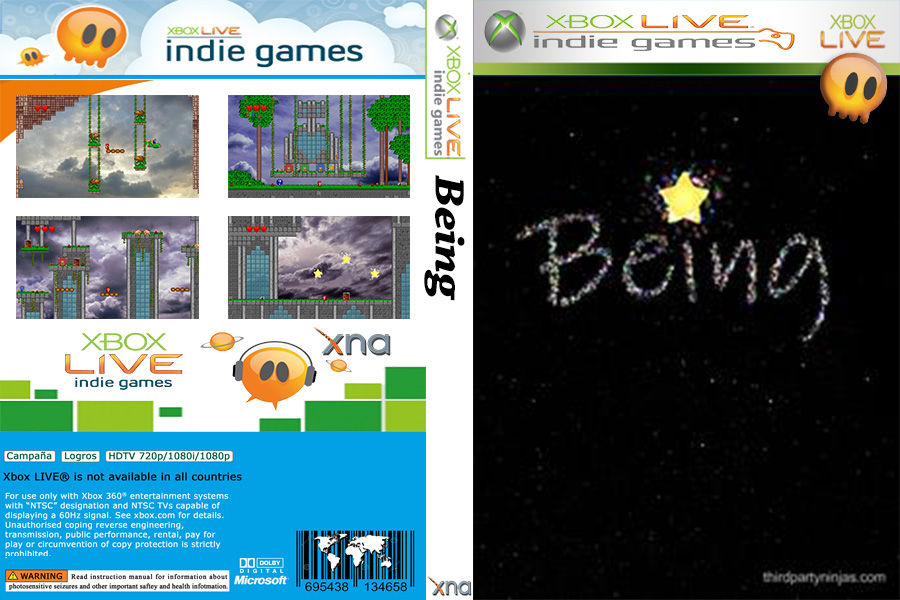 XBOX LIVE
indie games
XBOX LIVE
indie games
xna
Campaña Logros HDTV 720p/1080i/1080p
Xbox LIVE® is not available in all countries
For use only with Xbox 360® entertainment systems
with “NTSC” designation and NTSC TVs capable of
displaying a 60Hz signal. See xbox.com for details.
Unauthorised coping reverse engineering,
transmission, public performance, rental, pay for
play or circumvention of copy protection is strictly
prohibited.
WARNING Read instruction manual for information about
photosensitive seizures and other important saftey and health infotmation.
DOLBY
DIGITAL
Microsoft®
695438 134658
XBOX LIVE
indie games
Being
xna
XBOX LIVE
indie games
XBOX
LIVE
Being
thirdpartyninjas.com